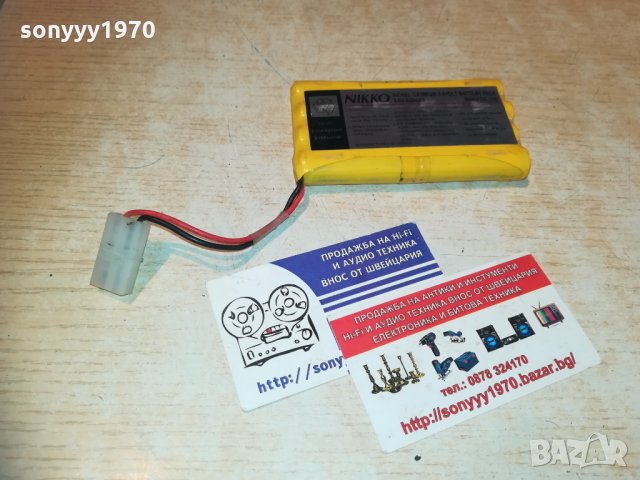 sonyyy1970
NIKKO
ПРОДАЖБА НА Hi-Fi
И АУДИО ТЕХНИКА
ВНОС ОТ ШВЕЙЦАРИЯ
http://sony
ПРОДАЖБА НА АНТИКИ И ИНСТУМЕНТИ
Hi-Fi И АУДИО ТЕХНИКА ВНОС ОТ ШВЕЙЦАРИЯ
ЕЛЕКТРОНИКА И БИТОВА ТЕХНИКА
тел.: 0878 324170
http://sonyyy1970.bazar.bg/
BAZAR
bg